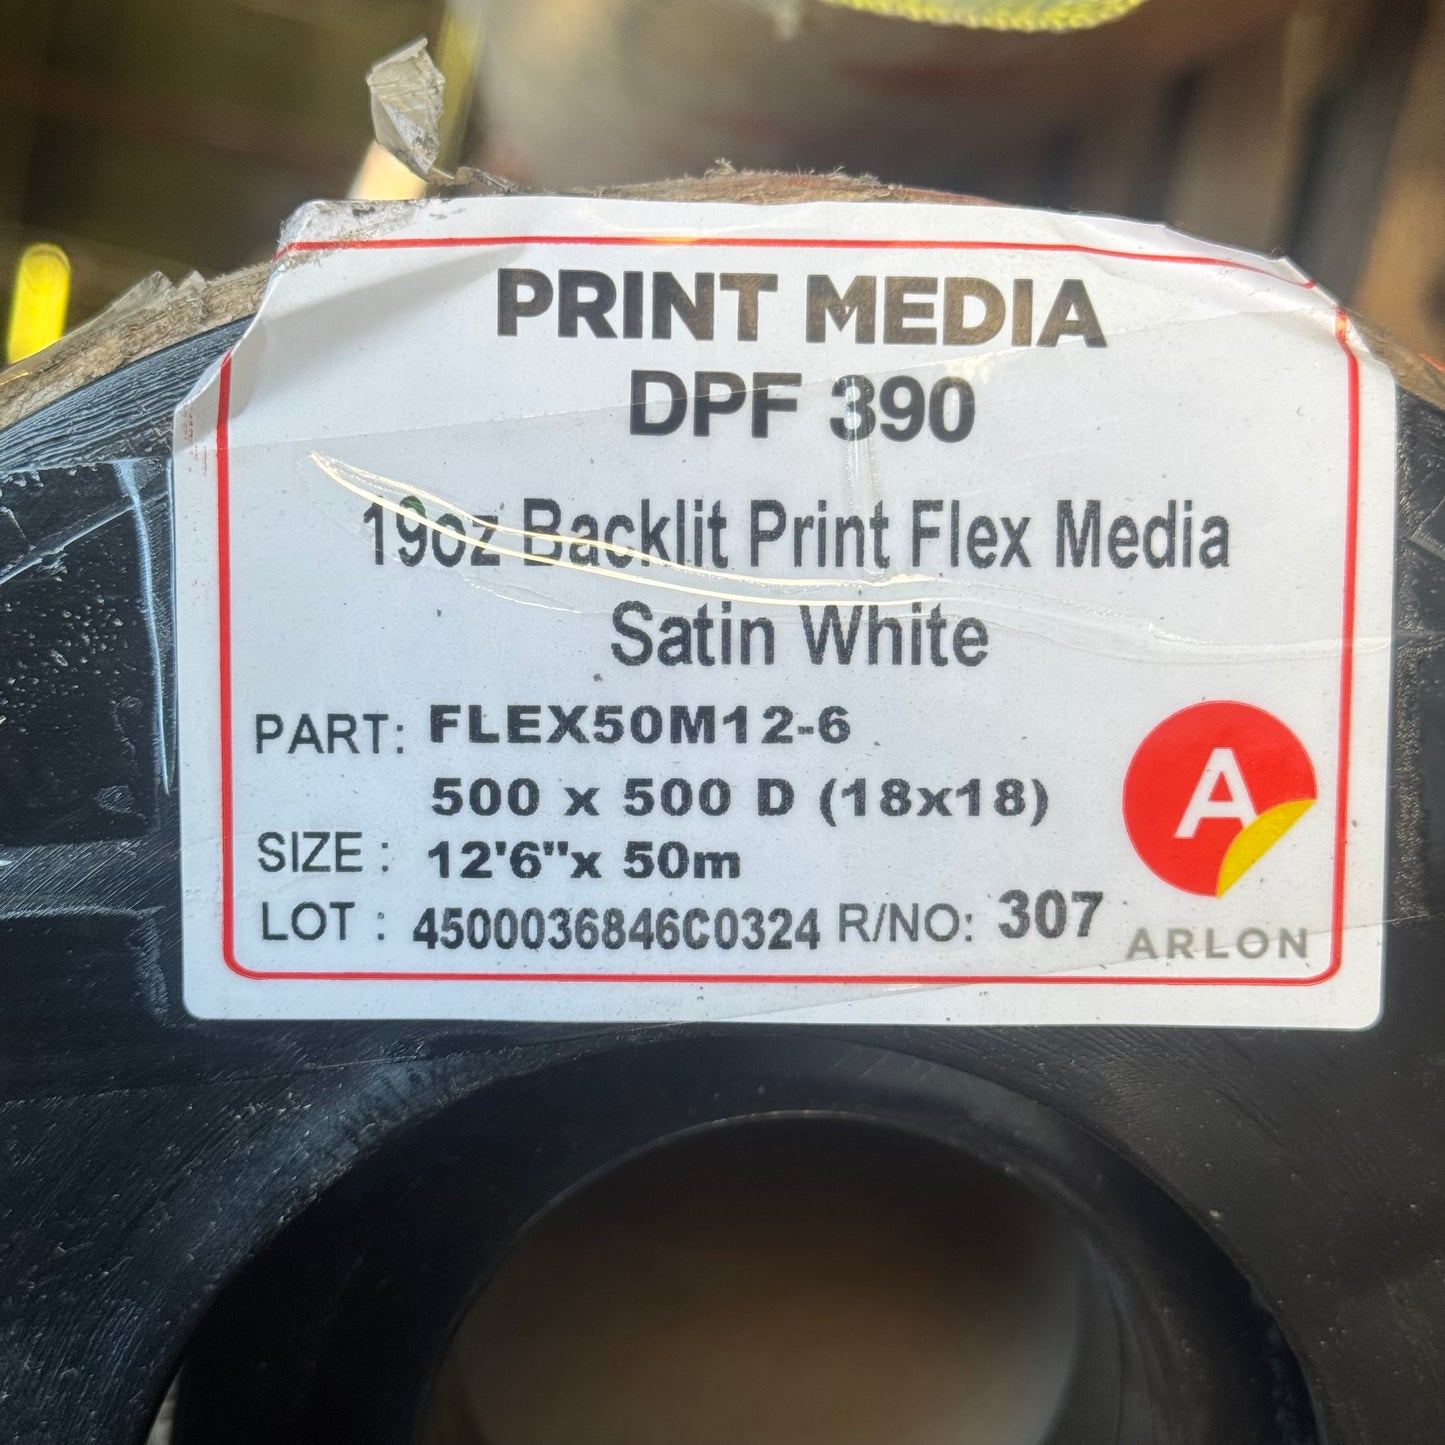 PRINT MEDIA
DPF 390
19oz Backlit Print Flex Media
Satin White
PART: FLEX50M12-6
500 x 500 D (18x18)
SIZE : 12'6"x 50m
LOT : 4500036846C0324 R/NO: 307
A
ARLON